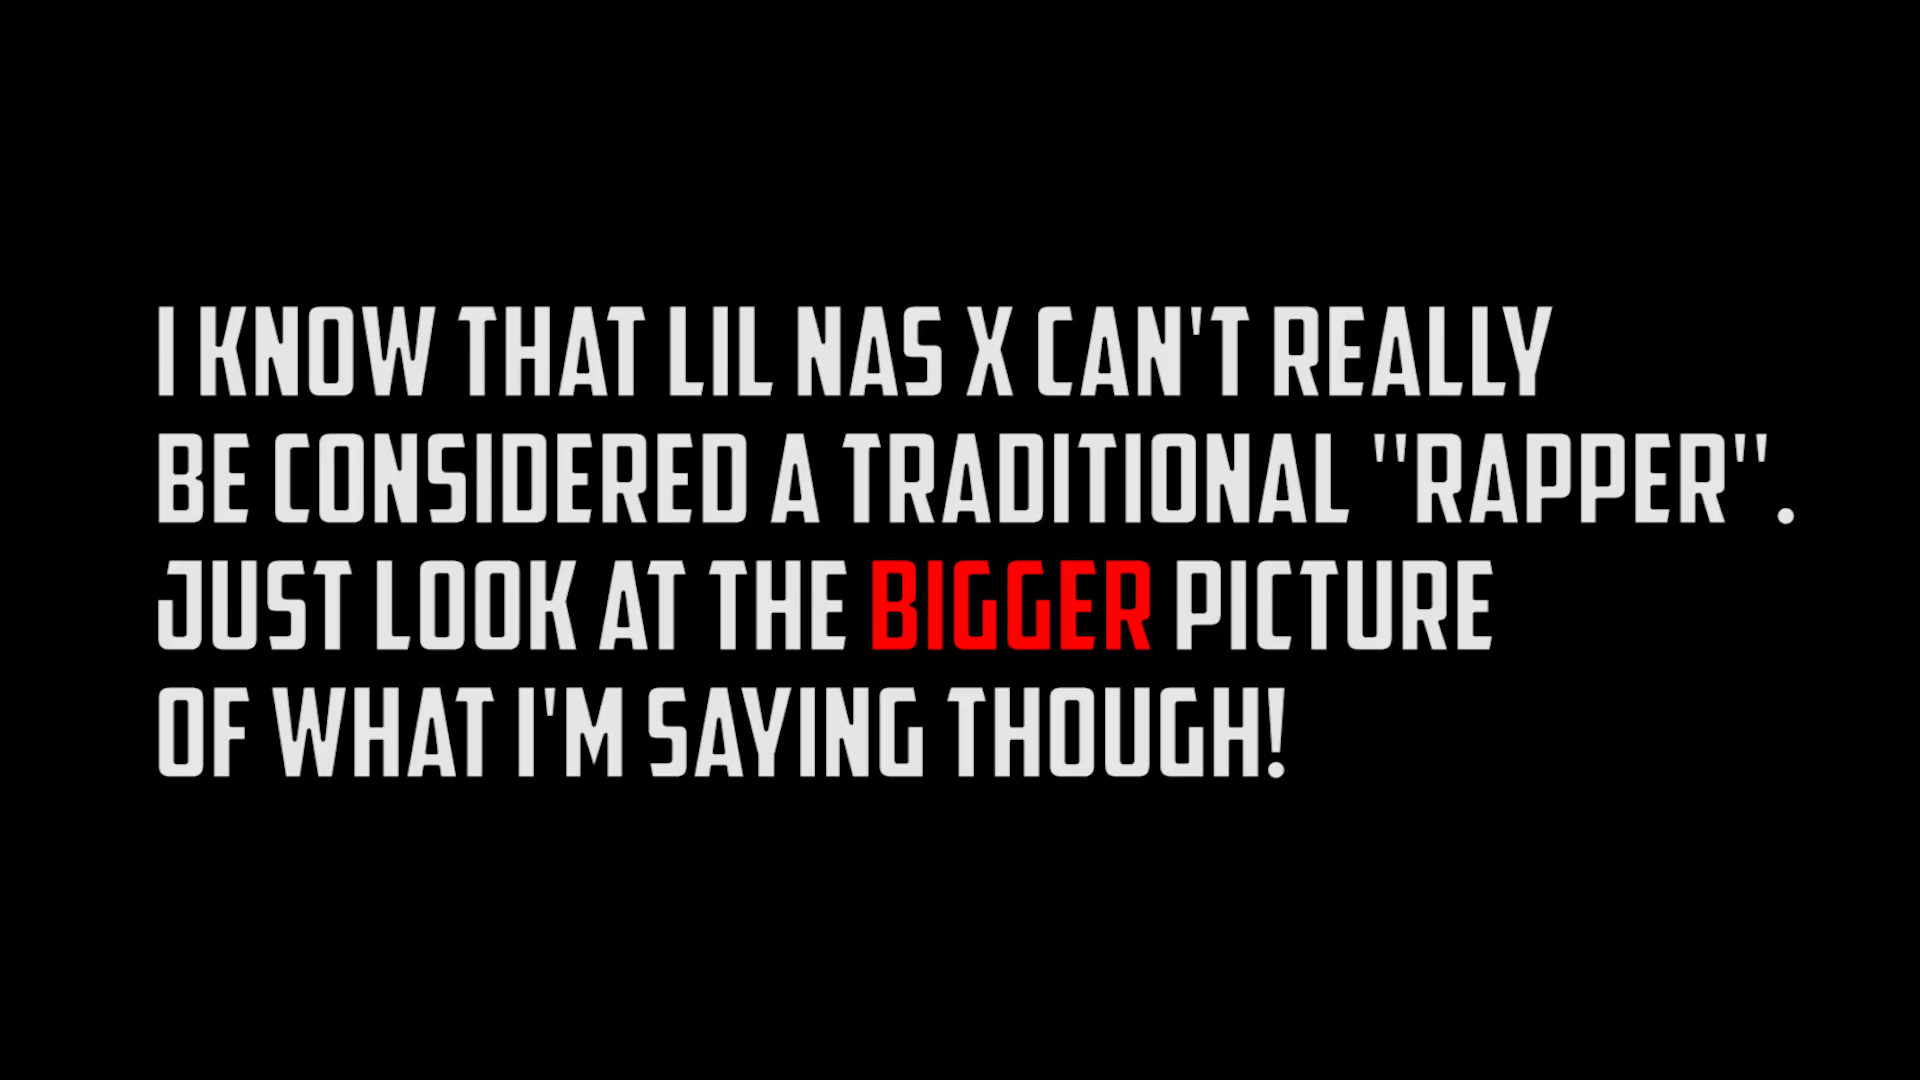 I KNOW THAT LIL NAS X CAN'T REALLY
BE CONSIDERED A TRADITIONAL "RAPPER".
JUST LOOK AT THE BIGGER PICTURE
OF WHAT I'M SAYING THOUGH!